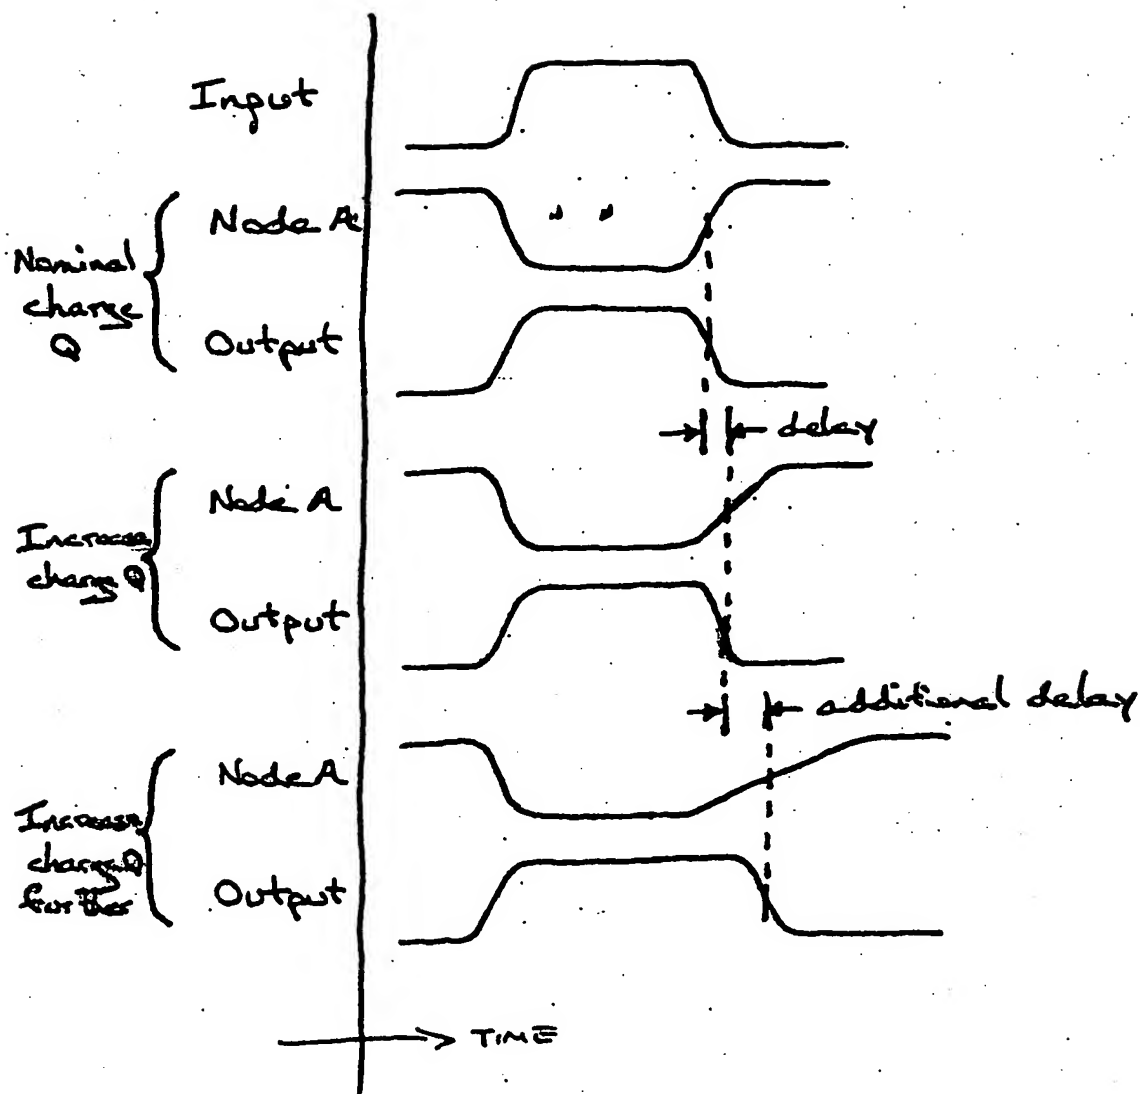 Input
Node A
Nominal
charge
Q
Output
delay
Node A
Increase
charge Q
Output
additional delay
Node A
Increase
charge Q
further
Output
TIME